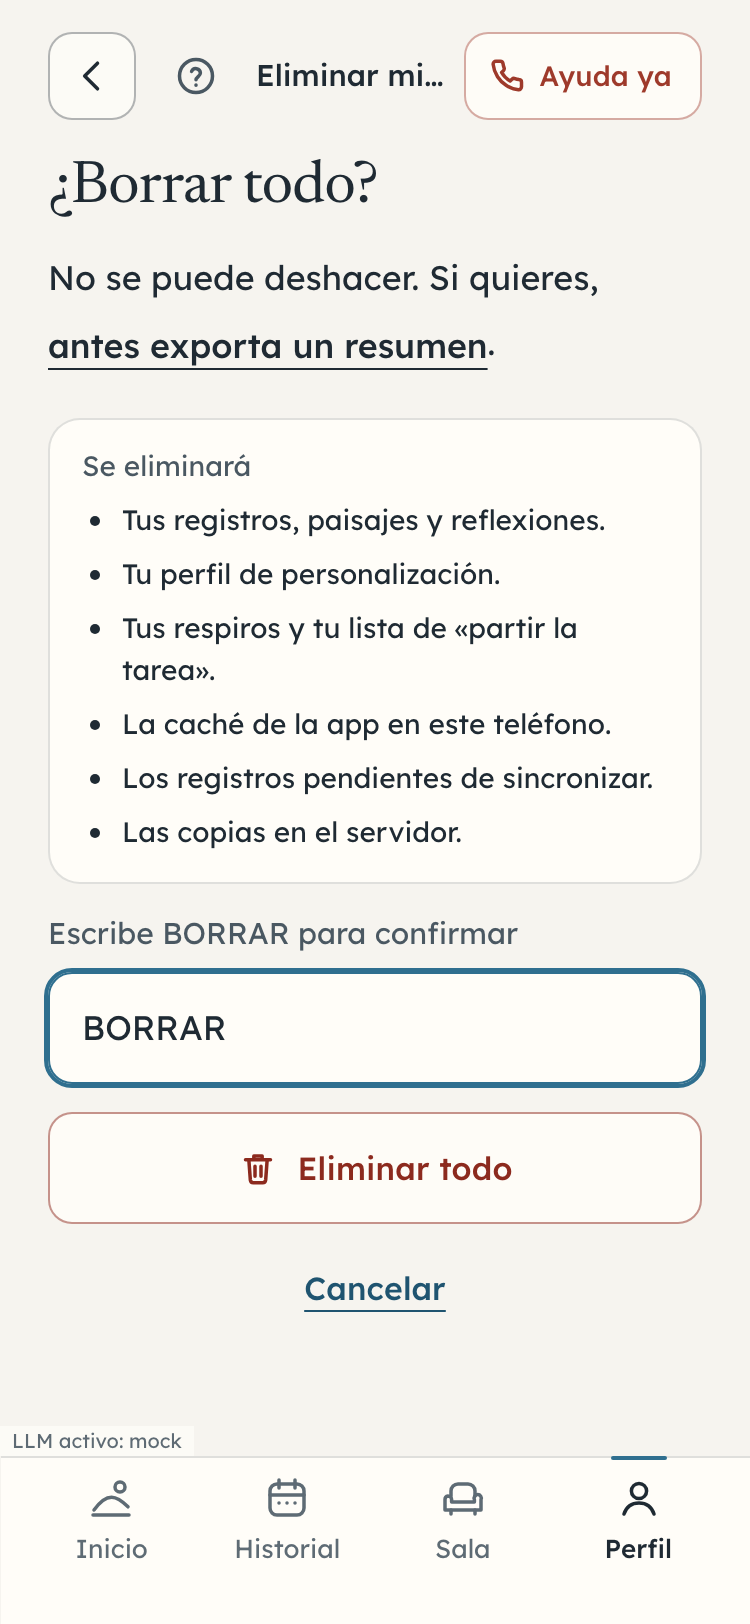 Eliminar mi...
Ayuda ya
¿Borrar todo?
No se puede deshacer. Si quieres,
antes exporta un resumen.
Se eliminará
• Tus registros, paisajes y reflexiones.
• Tu perfil de personalización.
• Tus respiros y tu lista de «partir la
tarea».
• La caché de la app en este teléfono.
• Los registros pendientes de sincronizar.
• Las copias en el servidor.
Escribe BORRAR para confirmar
BORRAR
Eliminar todo
Cancelar
LLM activo: mock
Inicio
Historial
Sala
Perfil